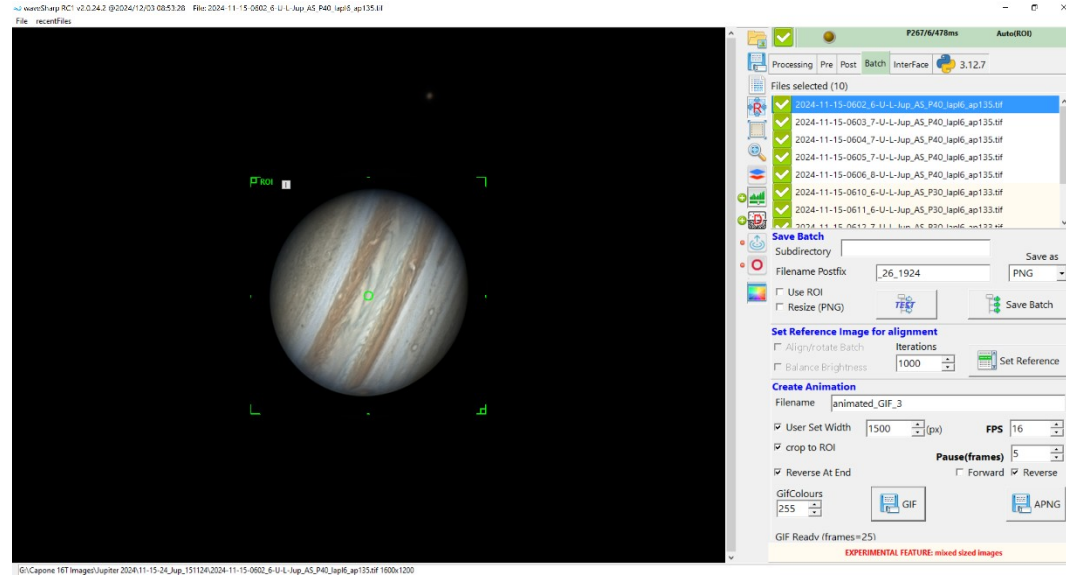 waveSharp RC1 v2.0.24.2 @2024/12/03 08:53:28 File: 2024-11-15-0602_6-U-L-Jup_AS_P40_lapl6_ap135.tif
File recentFiles
P267/6/478ms Auto(ROI)
Processing Pre Post Batch InterFace 3.12.7
Files selected (10)
2024-11-15-0602_6-U-L-Jup_AS_P40_lapl6_ap135.tif
2024-11-15-0603_7-U-L-Jup_AS_P40_lapl6_ap135.tif
2024-11-15-0604_7-U-L-Jup_AS_P40_lapl6_ap135.tif
2024-11-15-0605_7-U-L-Jup_AS_P40_lapl6_ap135.tif
2024-11-15-0606_8-U-L-Jup_AS_P40_lapl6_ap135.tif
2024-11-15-0610_6-U-L-Jup_AS_P30_lapl6_ap133.tif
2024-11-15-0611_6-U-L-Jup_AS_P30_lapl6_ap133.tif
2024-11-15-0612_7-U-L-Jup_AS_P30_lapl6_ap133.tif
ROI
Save Batch
Subdirectory
Save as
Filename Postfix _26_1924 PNG
Use ROI
Resize (PNG)
TEST
Save Batch
Set Reference Image for alignment
Align/rotate Batch Iterations
Balance Brightness 1000 Set Reference
Create Animation
Filename animated_GIF_3
User Set Width 1500 (px) FPS 16
crop to ROI
Pause(frames) 5
Reverse At End Forward Reverse
GifColours
255 GIF APNG
GIF Ready (frames=25)
EXPERIMENTAL FEATURE: mixed sized images
G:\Capone 16T Images\Jupiter 2024\11-15-24_Jup_151124\2024-11-15-0602_6-U-L-Jup_AS_P40_lapl6_ap135.tif 1600x1200